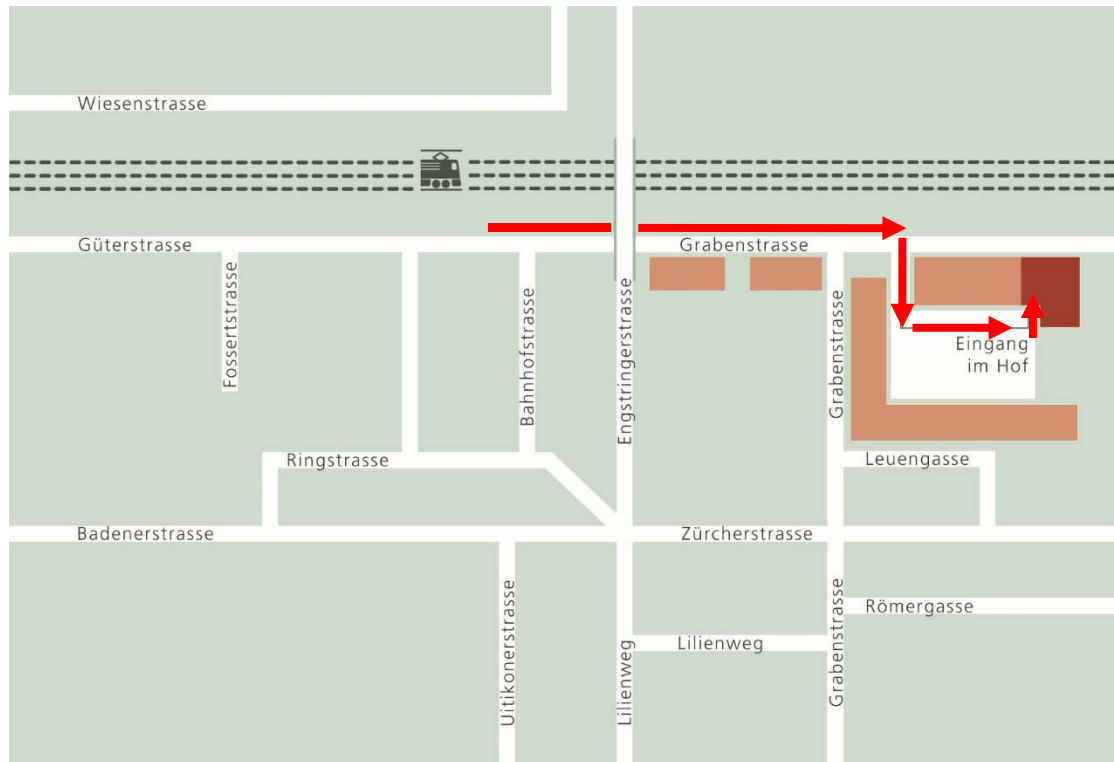 Wiesenstrasse
Güterstrasse
Grabenstrasse
Fossertstrasse
Bahnhofstrasse
Engstringerstrasse
Grabenstrasse
Eingang
im Hof
Ringstrasse
Leuengasse
Badenerstrasse
Zürcherstrasse
Uitikonerstrasse
Lilienweg
Lilienweg
Grabenstrasse
Römergasse